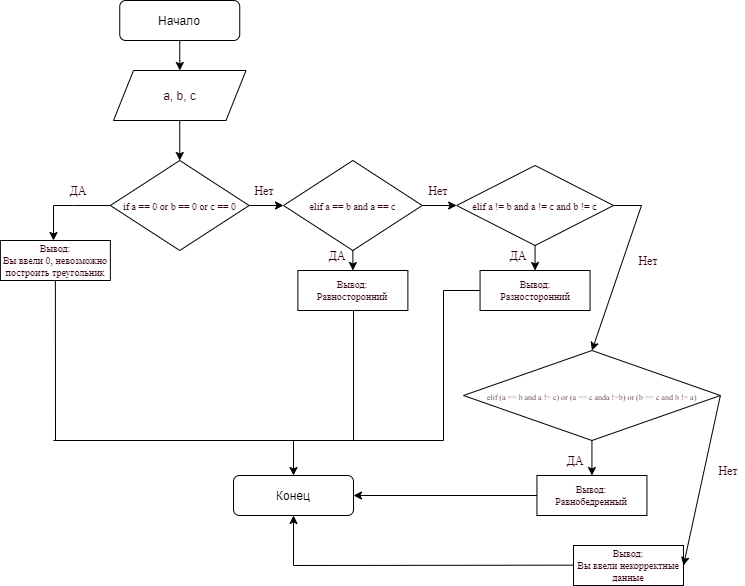 Начало
a, b, c
ДА
if a == 0 or b == 0 or c == 0
Нет
elif a == b and a == c
Нет
elif a != b and a != c and b != c
Нет
Вывод:
Вы ввели 0, невозможно
построить треугольник
ДА
Вывод:
Равносторонний
ДА
Вывод:
Разносторонний
elif (a == b and a != c) or (a == c anda !=b) or (b == c and b != a)
ДА
Нет
Вывод:
Равнобедренный
Конец
Вывод:
Вы ввели некорректные
данные